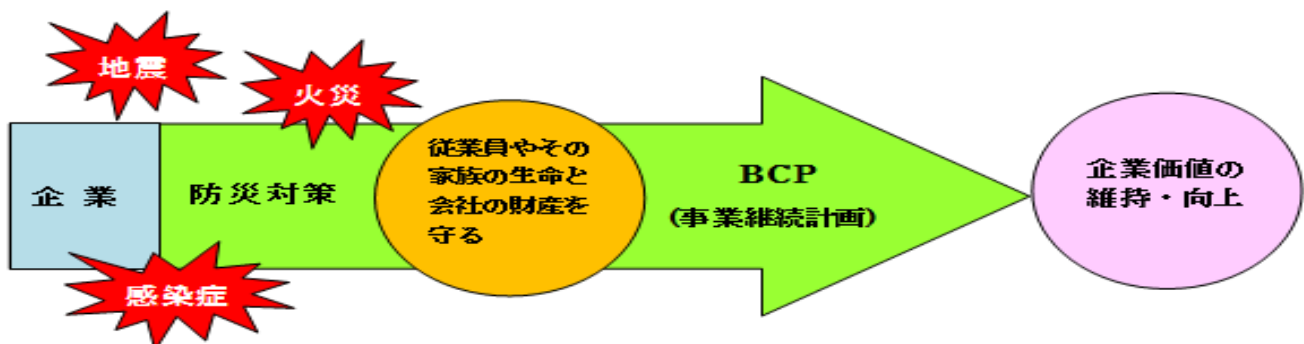 地震
火災
企業
防災対策
従業員やその
家族の生命と
会社の財産を
守る
BCP
(事業継続計画)
企業価値の
維持・向上
感染症